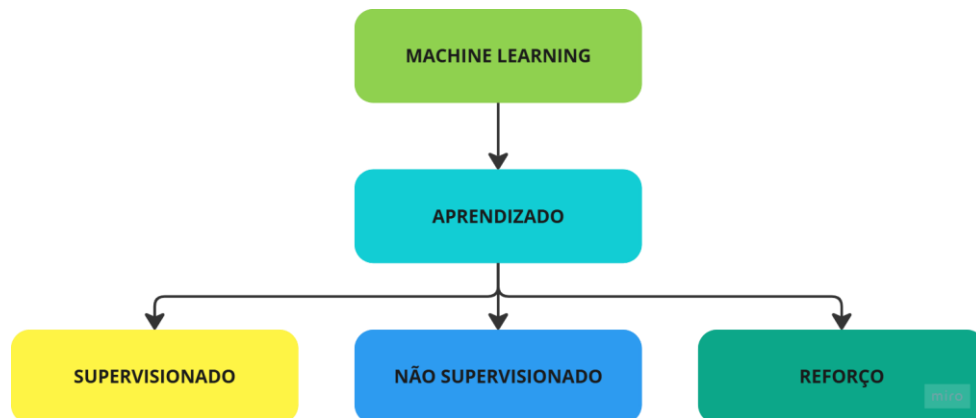 MACHINE LEARNING
APRENDIZADO
SUPERVISIONADO
NÃO SUPERVISIONADO
REFORÇO
miro